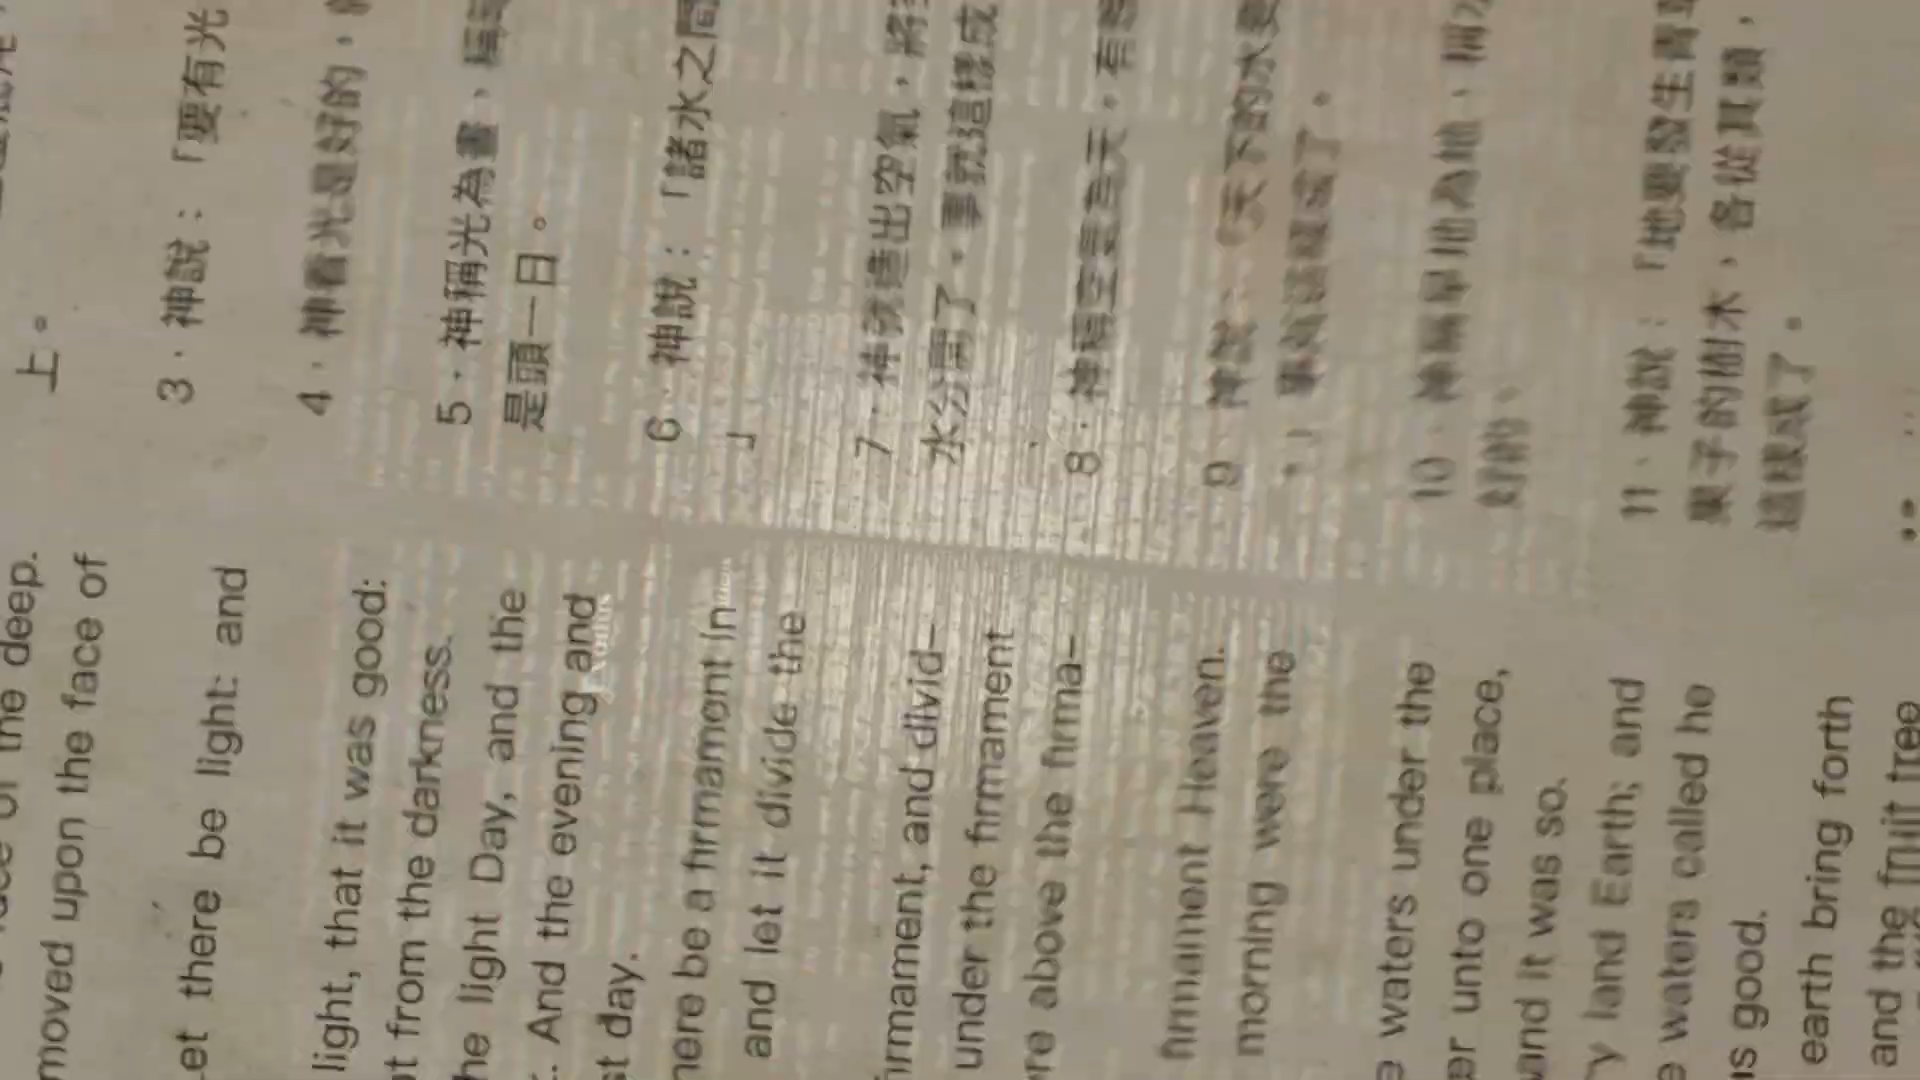 上。
3．神說：「要有光
4．神看光是好的，
5．神稱光為晝，稱
是頭一日。
6．神說：「諸水之間
」
7．神就造出空氣，將
水分開了。事就這樣成
8．神稱空氣為天。有
9．神說：「天下的水要
。」事就這樣成了。
10．神稱旱地為地，稱水
好的。
11．神說：「地要發生青草
果子的樹木，各從其類，
這樣成了。
the deep.
moved upon the face of
et there be light: and
light, that it was good:
t from the darkness.
he light Day, and the
. And the evening and
st day.
here be a firmament in
and let it divide the
irmament, and divid-
under the firmament
re above the firma-
firmament Heaven.
morning were the
e waters under the
er unto one place,
and it was so.
y land Earth; and
e waters called he
s good.
earth bring forth
and the fruit tree